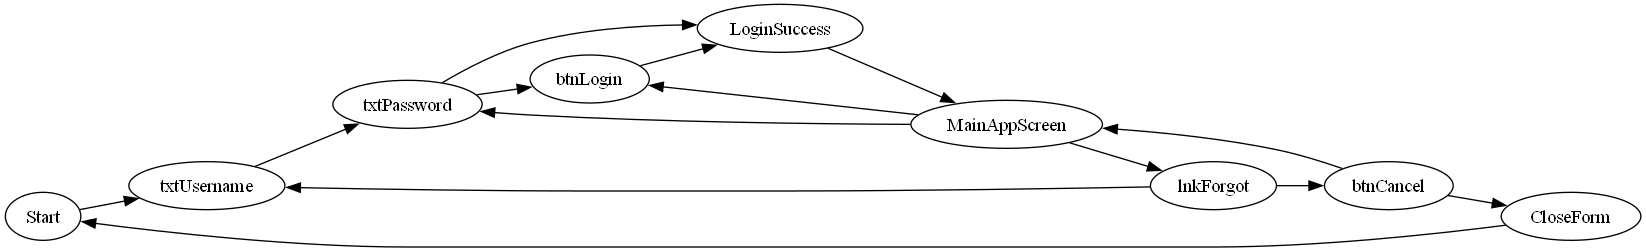 LoginSuccess
btnLogin
txtPassword
MainAppScreen
txtUsername
lnkForgot
btnCancel
Start
CloseForm